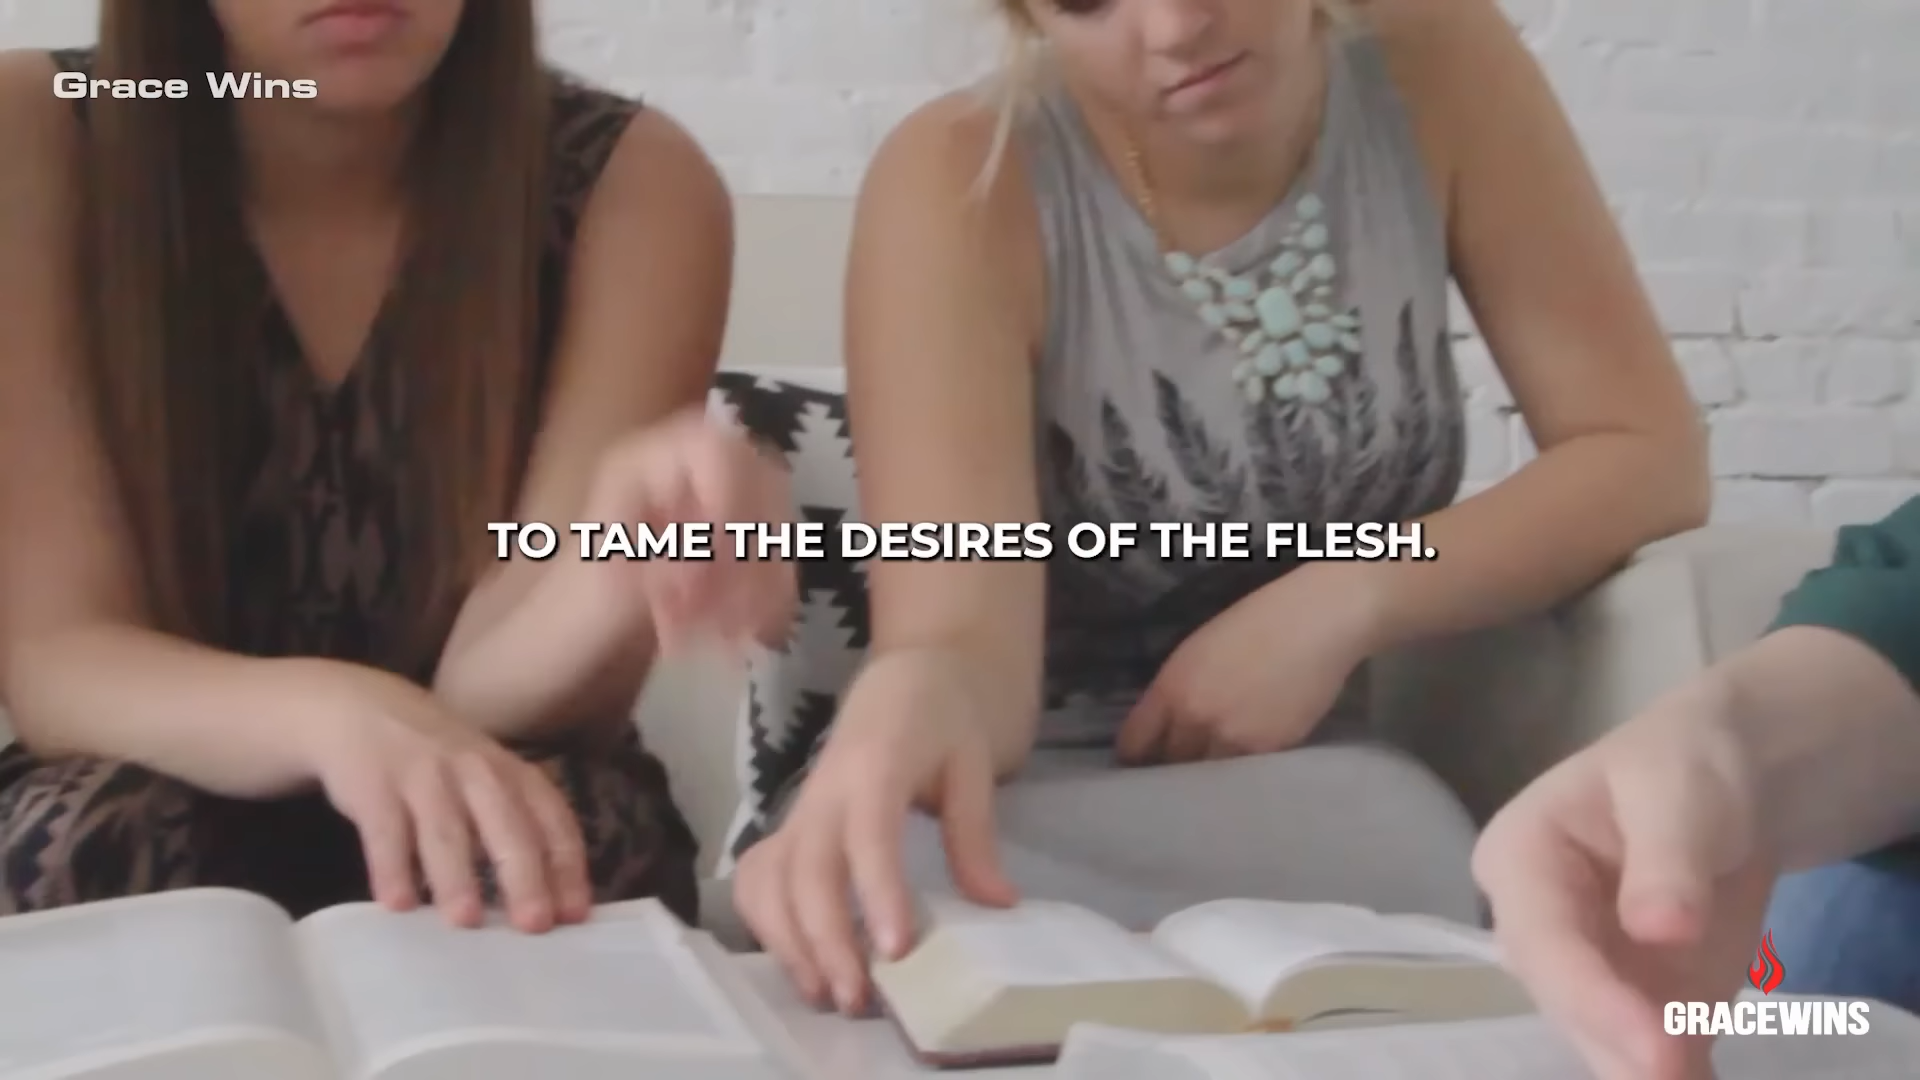 Grace Wins
TO TAME THE DESIRES OF THE FLESH.
GRACEWINS